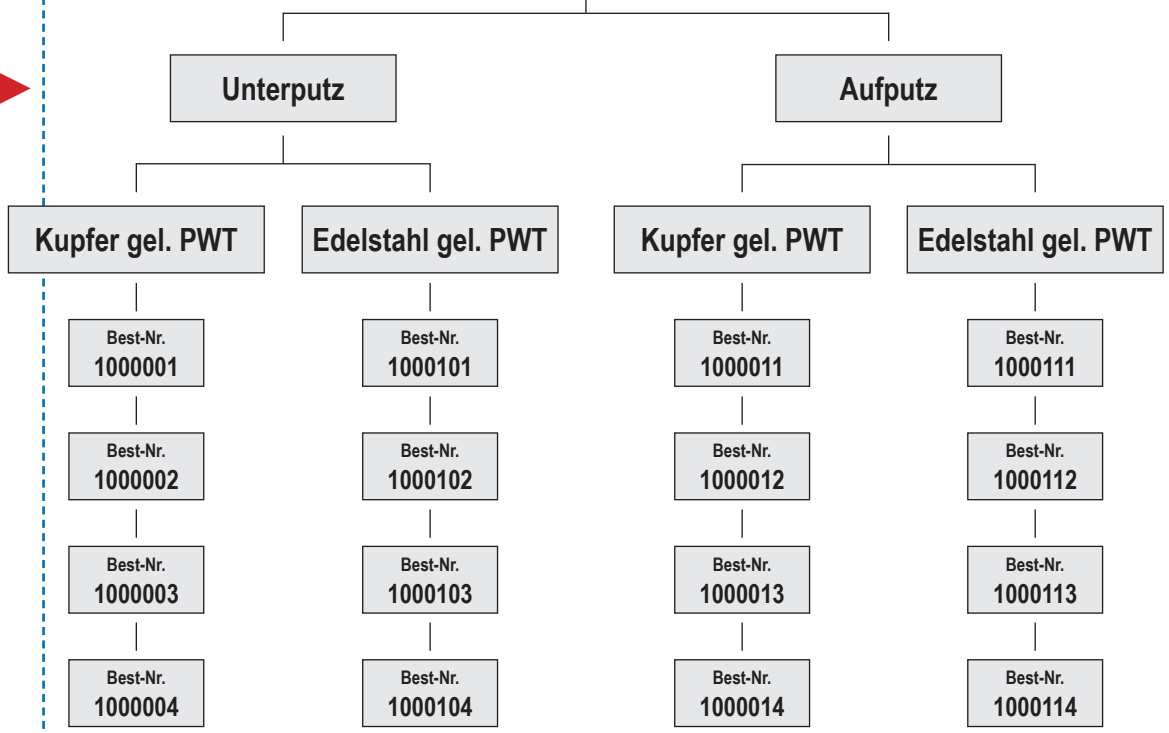 Unterputz
Aufputz
Kupfer gel. PWT
Edelstahl gel. PWT
Kupfer gel. PWT
Edelstahl gel. PWT
Best-Nr.
1000001
Best-Nr.
1000101
Best-Nr.
1000011
Best-Nr.
1000111
Best-Nr.
1000002
Best-Nr.
1000102
Best-Nr.
1000012
Best-Nr.
1000112
Best-Nr.
1000003
Best-Nr.
1000103
Best-Nr.
1000013
Best-Nr.
1000113
Best-Nr.
1000004
Best-Nr.
1000104
Best-Nr.
1000014
Best-Nr.
1000114